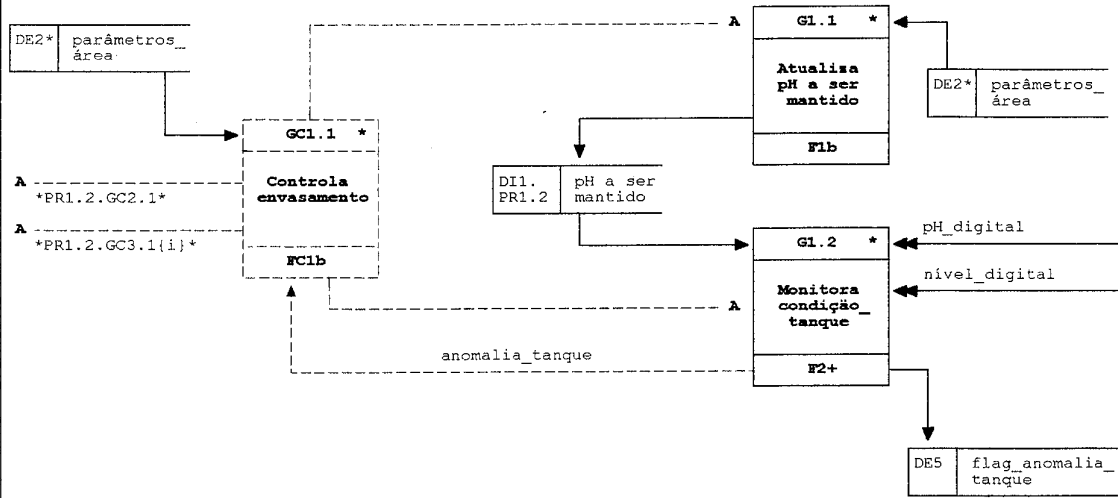 DE2*
parâmetros_
área
GC1.1 *
Controla
envasamento
FC1b
A
*PR1.2.GC2.1*
A
*PR1.2.GC3.1{i}*
A
G1.1 *
Atualiza
pH a ser
mantido
F1b
DE2*
parâmetros_
área
DI1.
PR1.2
pH a ser
mantido
A
G1.2 *
Monitora
condição_
tanque
F2+
pH_digital
nível_digital
anomalia_tanque
DE5
flag_anomalia_
tanque